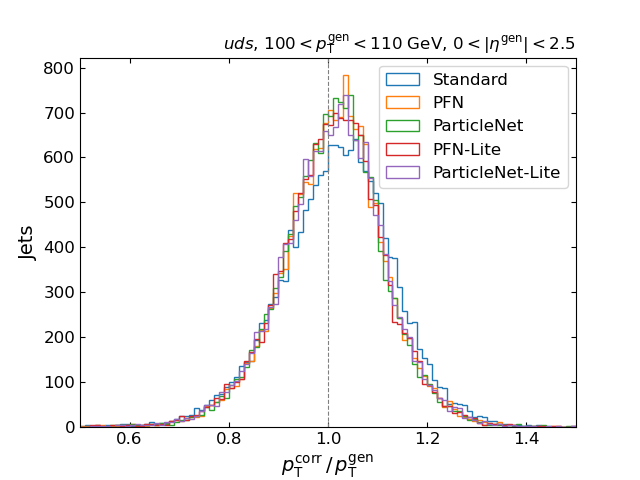 uds, 100 < p_T^gen < 110 GeV, 0 < |η^gen| < 2.5
800
700
600
500
400
300
200
100
0
Jets
Standard
PFN
ParticleNet
PFN-Lite
ParticleNet-Lite
0.6 0.8 1.0 1.2 1.4
p_T^corr / p_T^gen